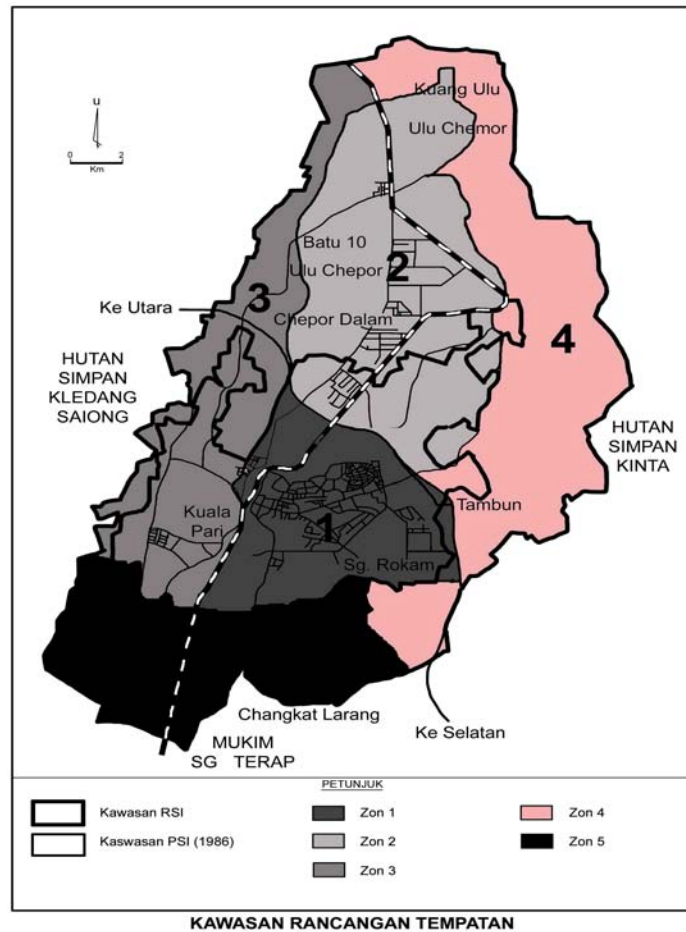 u
0 2
Km
Kuang Ulu
Ulu Chemor
Batu 10
2
Ulu Chepor
3
Ke Utara
Chepor Dalam
4
HUTAN
SIMPAN
KLEDANG
SAIONG
HUTAN
SIMPAN
KINTA
Kuala
Pari
1
Tambun
Sg. Rokam
Changkat Larang
Ke Selatan
MUKIM
SG TERAP
PETUNJUK
Kawasan RSI
Kaswasan PSI (1986)
Zon 1
Zon 2
Zon 3
Zon 4
Zon 5
KAWASAN RANCANGAN TEMPATAN